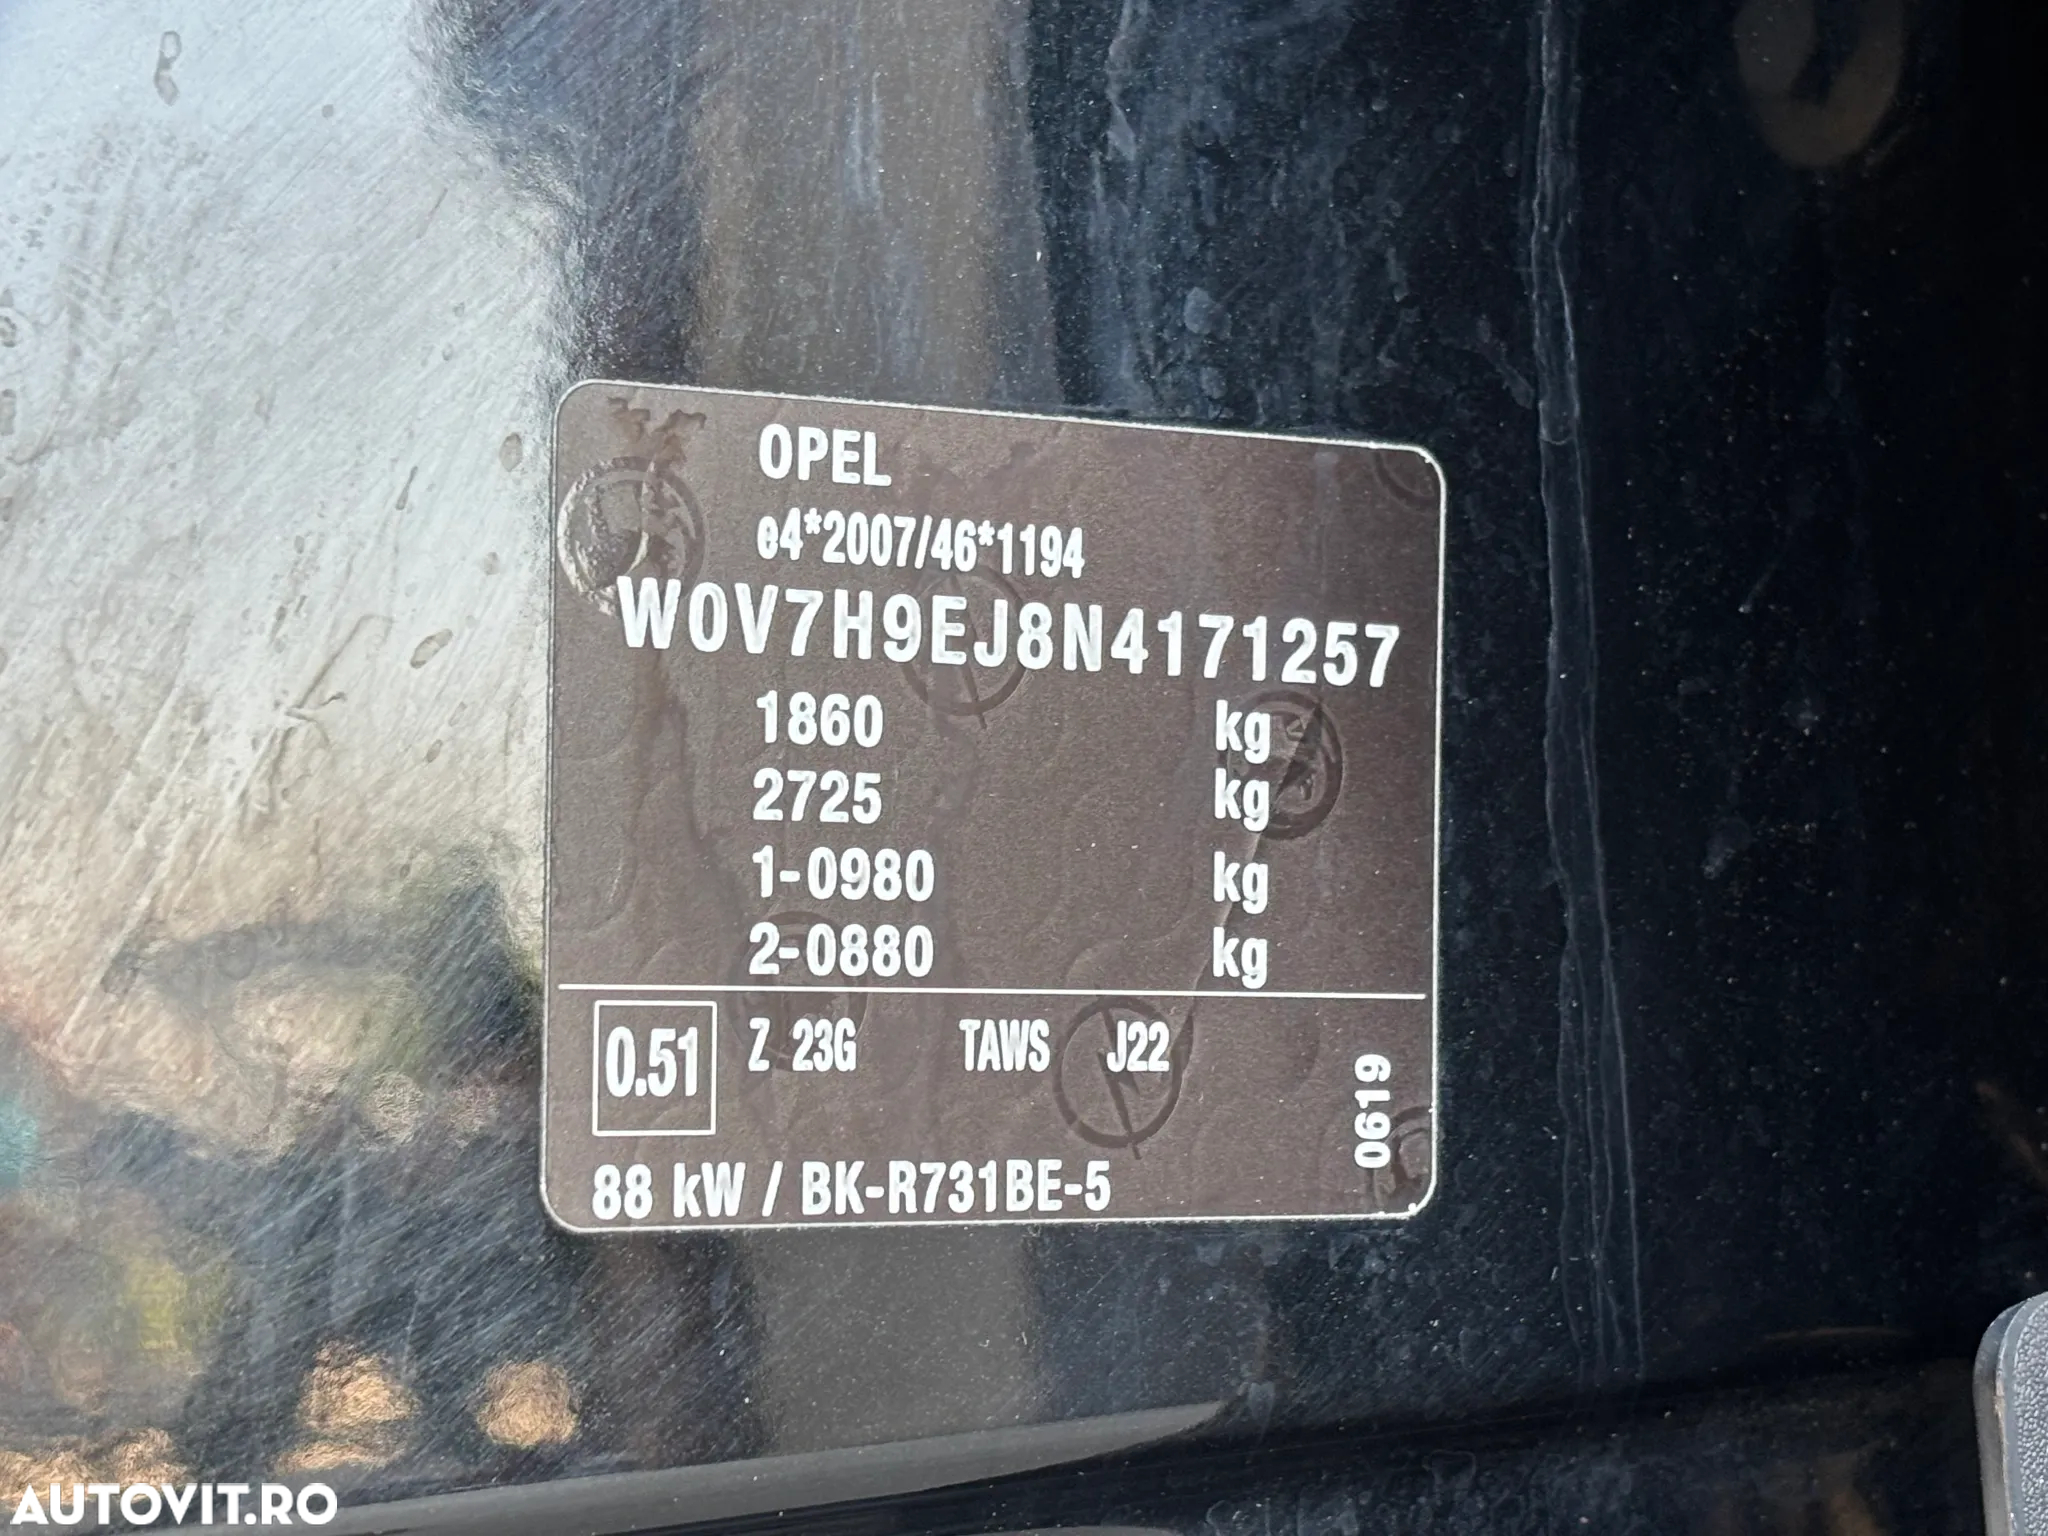 OPEL
e4*2007/46*1194
W0V7H9EJ8N4171257
1860 kg
2725 kg
1-0980 kg
2-0880 kg
0.51 Z 23G TAWS J22
0619
88 kW / BK-R731BE-5
AUTOVIT.RO